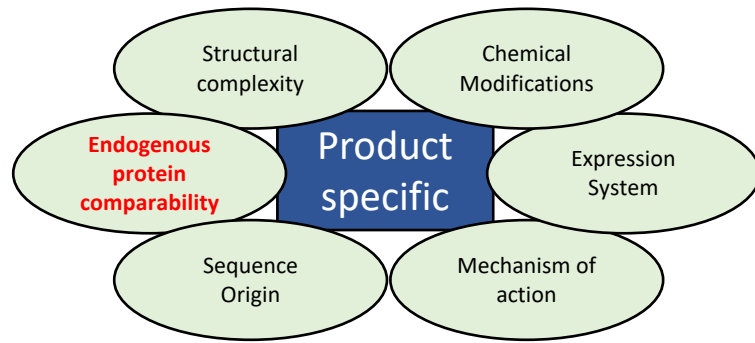 Structural
complexity
Chemical
Modifications
Endogenous
protein
comparability
Product
specific
Expression
System
Sequence
Origin
Mechanism of
action